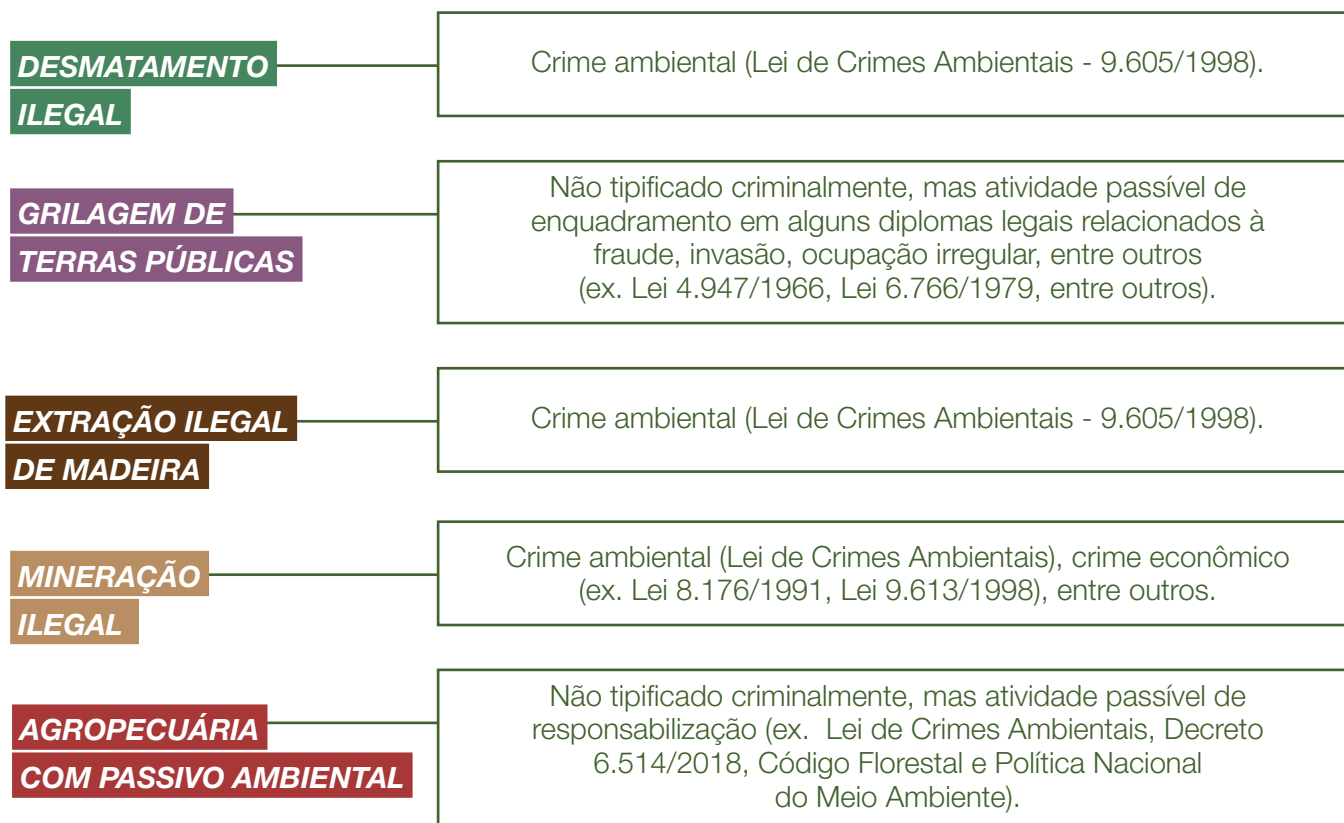 DESMATAMENTO
ILEGAL
Crime ambiental (Lei de Crimes Ambientais - 9.605/1998).
GRILAGEM DE
TERRAS PÚBLICAS
Não tipificado criminalmente, mas atividade passível de
enquadramento em alguns diplomas legais relacionados à
fraude, invasão, ocupação irregular, entre outros
(ex. Lei 4.947/1966, Lei 6.766/1979, entre outros).
EXTRAÇÃO ILEGAL
DE MADEIRA
Crime ambiental (Lei de Crimes Ambientais - 9.605/1998).
MINERAÇÃO
ILEGAL
Crime ambiental (Lei de Crimes Ambientais), crime econômico
(ex. Lei 8.176/1991, Lei 9.613/1998), entre outros.
AGROPECUÁRIA
COM PASSIVO AMBIENTAL
Não tipificado criminalmente, mas atividade passível de
responsabilização (ex. Lei de Crimes Ambientais, Decreto
6.514/2018, Código Florestal e Política Nacional
do Meio Ambiente).